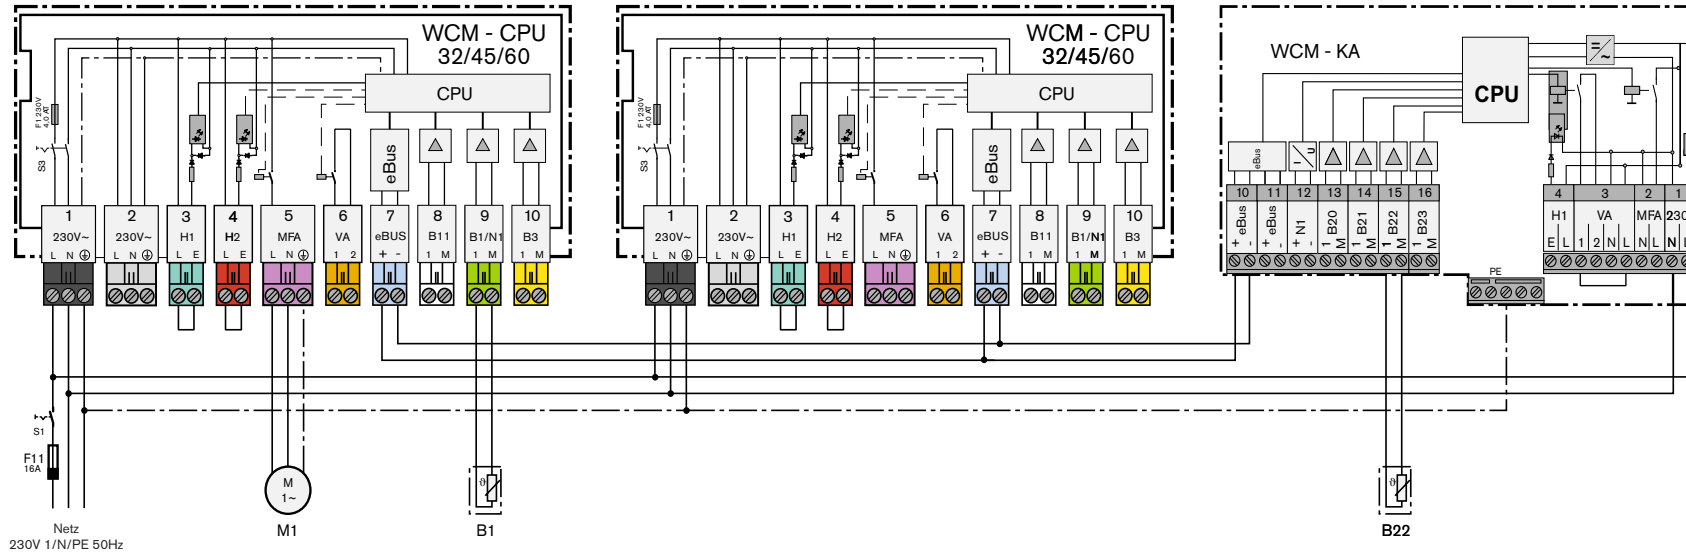 WCM - CPU
32/45/60
CPU
F1 230V
4,0 AT
S3
eBus
1 2 3 4 5 6 7 8 9 10
230V~ 230V~ H1 H2 MFA VA eBUS B11 B1/N1 B3
L N L N L E L E L N 1 2 + - 1 M 1 M 1 M
WCM - CPU
32/45/60
CPU
F1 230V
4,0 AT
S3
eBus
1 2 3 4 5 6 7 8 9 10
230V~ 230V~ H1 H2 MFA VA eBUS B11 B1/N1 B3
L N L N L E L E L N 1 2 + - 1 M 1 M 1 M
WCM - KA
CPU
=
~
eBus
I U
10 11 12 13 14 15 16
eBus eBus N1 B20 B21 B22 B23
+ - + - + - 1 M 1 M 1 M 1 M
4 3 2 1
H1 VA MFA 230
E L 1 2 N L N L N L
PE
S1
F11
16A
Netz
230V 1/N/PE 50Hz
M
1~
M1
ϑ
B1
ϑ
B22